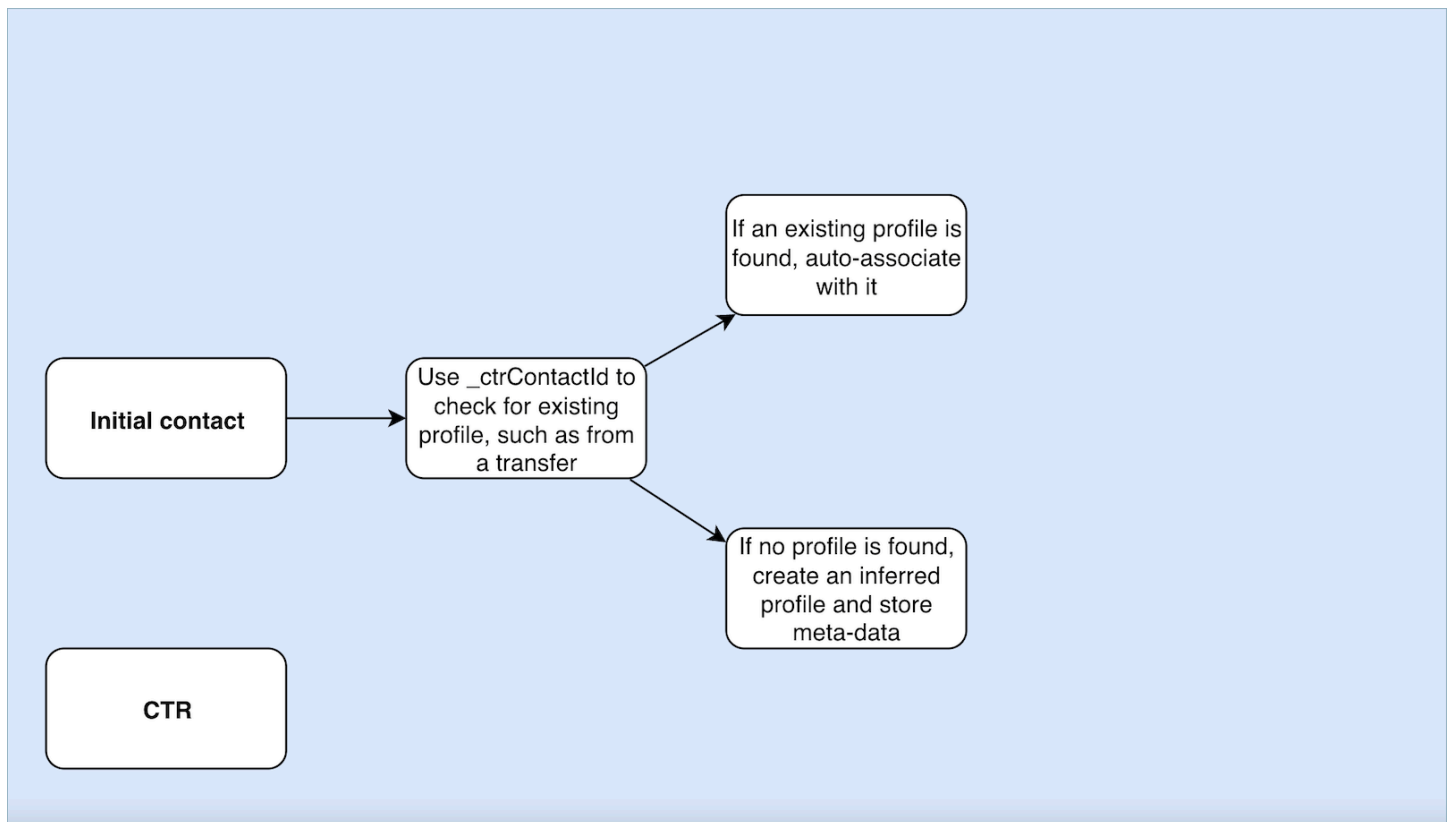 Initial contact
Use _ctrContactId to
check for existing
profile, such as from
a transfer
If an existing profile is
found, auto-associate
with it
If no profile is found,
create an inferred
profile and store
meta-data
CTR